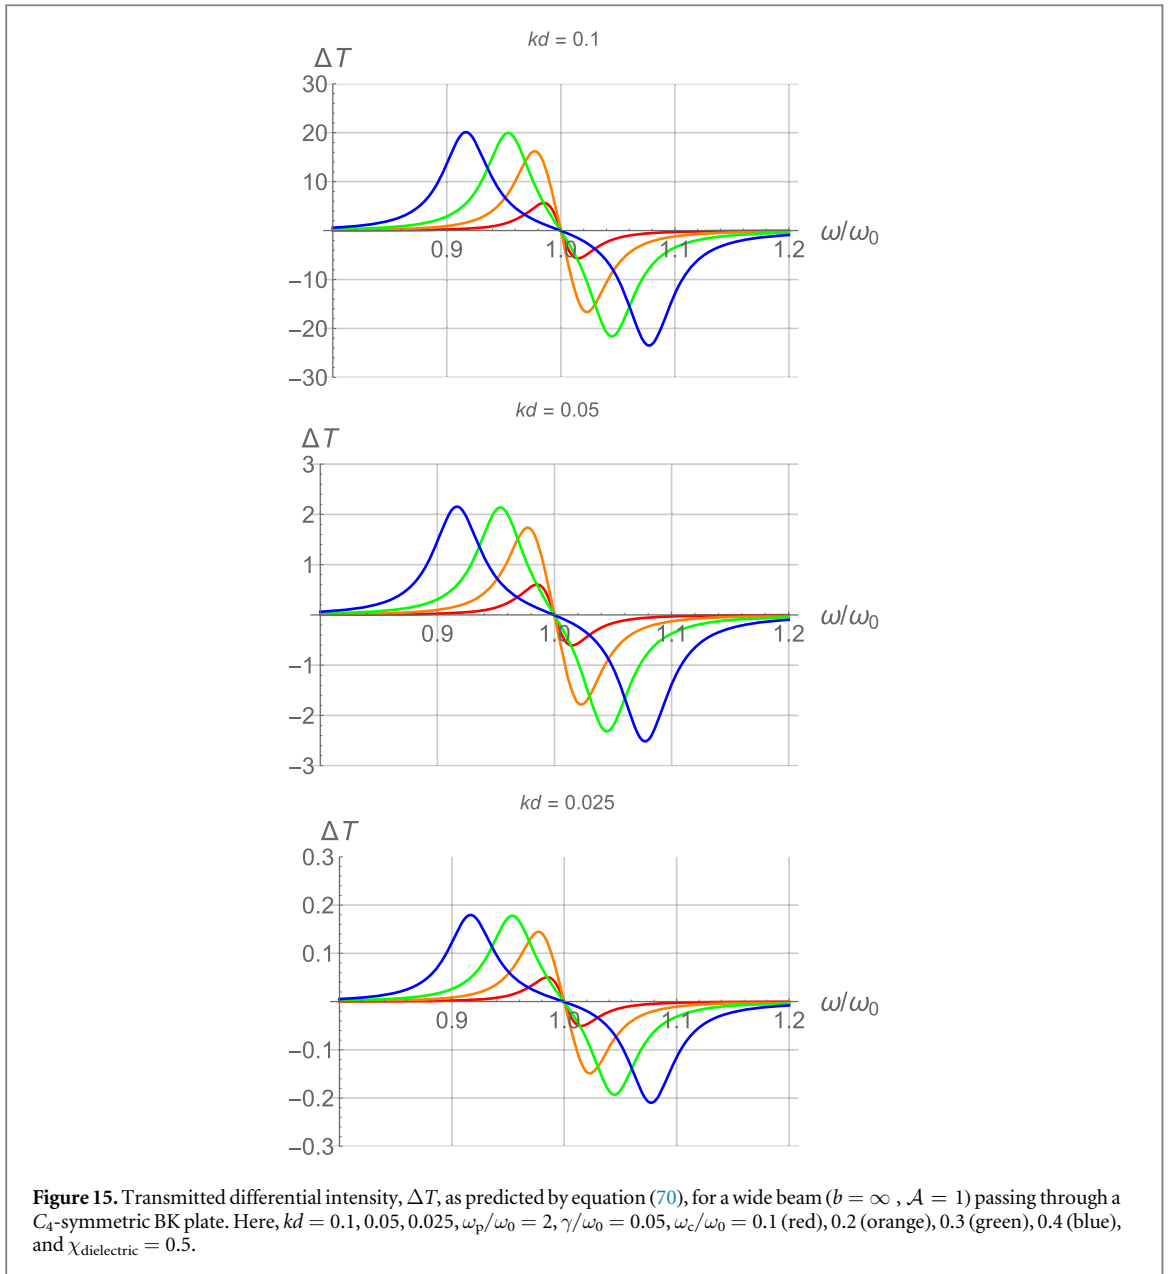 kd = 0.1
ΔT
30
20
10
0.9 1.0 1.1 1.2 ω/ω₀
−10
−20
−30
kd = 0.05
ΔT
3
2
1
0.9 1.0 1.1 1.2 ω/ω₀
−1
−2
−3
kd = 0.025
ΔT
0.3
0.2
0.1
0.9 1.0 1.1 1.2 ω/ω₀
−0.1
−0.2
−0.3
Figure 15. Transmitted differential intensity, ΔT, as predicted by equation (70), for a wide beam (b = ∞ , 𝒜 = 1) passing through a
C₄-symmetric BK plate. Here, kd = 0.1, 0.05, 0.025, ωₚ/ω₀ = 2, γ/ω₀ = 0.05, ω_c/ω₀ = 0.1 (red), 0.2 (orange), 0.3 (green), 0.4 (blue),
and χ_dielectric = 0.5.